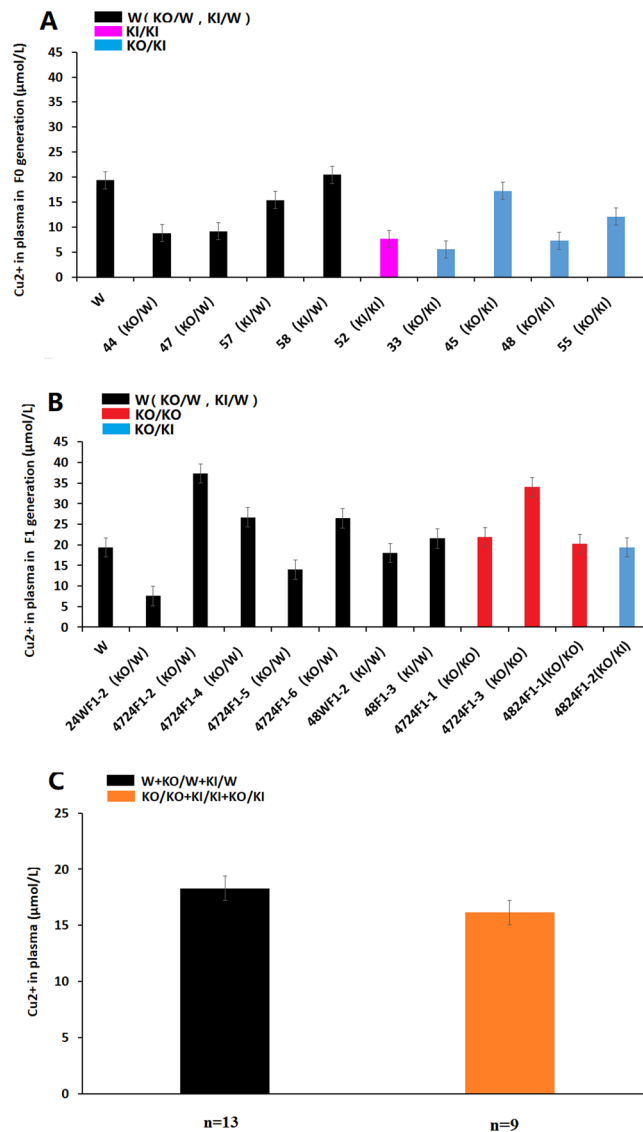 A
W( KO/W , KI/W )
KI/KI
KO/KI
Cu2+ in plasma in F0 generation (μmol/L)
45
40
35
30
25
20
15
10
5
0
W
44 (KO/W)
47 (KO/W)
57 (KI/W)
58 (KI/W)
52 (KI/KI)
33 (KO/KI)
45 (KO/KI)
48 (KO/KI)
55 (KO/KI)
B
W( KO/W , KI/W )
KO/KO
KO/KI
Cu2+ in plasma in F1 generation (μmol/L)
45
40
35
30
25
20
15
10
5
0
W
24WF1-2 (KO/W)
4724F1-2 (KO/W)
4724F1-4 (KO/W)
4724F1-5 (KO/W)
4724F1-6 (KO/W)
48WF1-2 (KI/W)
48F1-3 (KI/W)
4724F1-1 (KO/KO)
4724F1-3 (KO/KO)
4824F1-1(KO/KO)
4824F1-2(KO/KI)
C
W+KO/W+KI/W
KO/KO+KI/KI+KO/KI
Cu2+ in plasma (μmol/L)
25
20
15
10
5
0
n=13
n=9